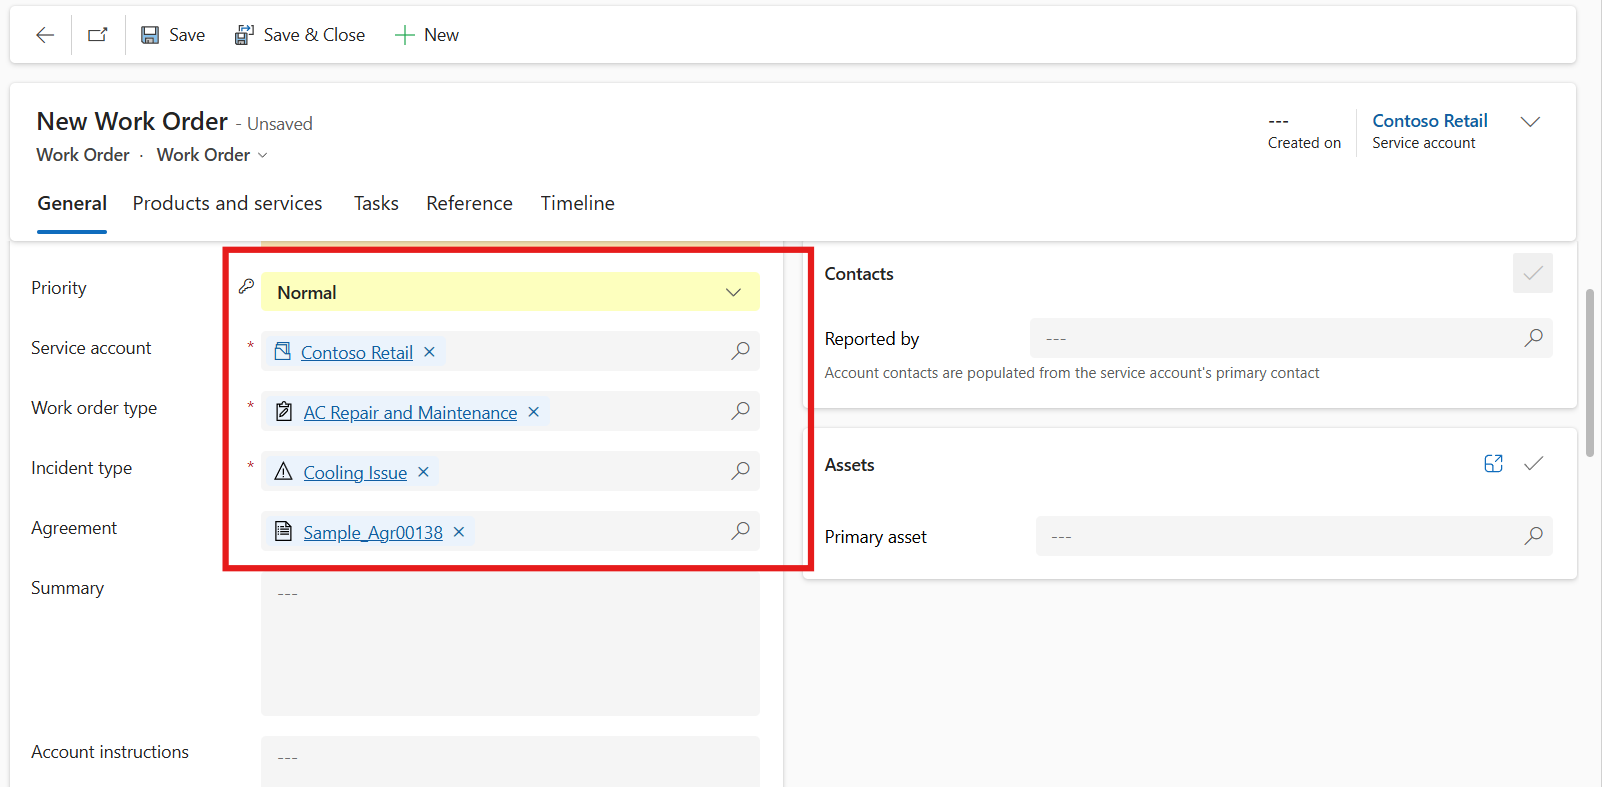 Save
Save & Close
New
New Work Order - Unsaved
Work Order · Work Order
---
Created on
Contoso Retail
Service account
General
Products and services
Tasks
Reference
Timeline
Priority
Normal
Service account
* Contoso Retail
Work order type
* AC Repair and Maintenance
Incident type
* Cooling Issue
Agreement
Sample_Agr00138
Summary
---
Account instructions
---
Contacts
Reported by
---
Account contacts are populated from the service account's primary contact
Assets
Primary asset
---